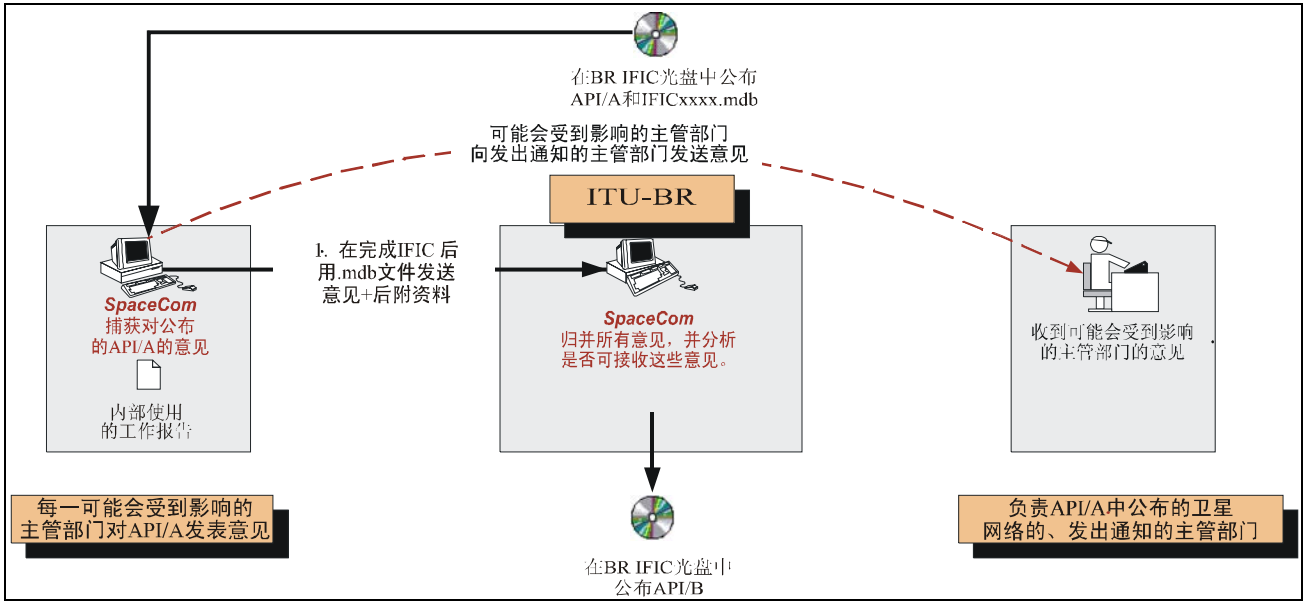 在BR IFIC光盘中公布
API/A和IFICxxxx.mdb
可能会受到影响的主管部门
向发出通知的主管部门发送意见
ITU-BR
1. 在完成IFIC 后
用.mdb文件发送
意见+后附资料
SpaceCom
捕获对公布
的API/A的意见
内部使用
的工作报告
SpaceCom
归并所有意见，并分析
是否可接收这些意见。
收到可能会受到影响
的主管部门的意见
每一可能会受到影响的
主管部门对API/A发表意见
负责API/A中公布的卫星
网络的、发出通知的主管部门
在BR IFIC光盘中
公布API/B